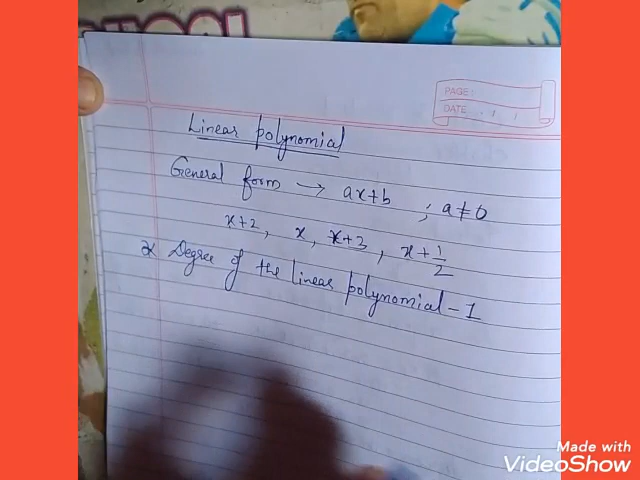 PAGE:
DATE
Linear polynomial
General form → ax+b ; a≠0
x+2, x, x+3, x+1/2
* Degree of the linear polynomial - 1
Made with
VideoShow